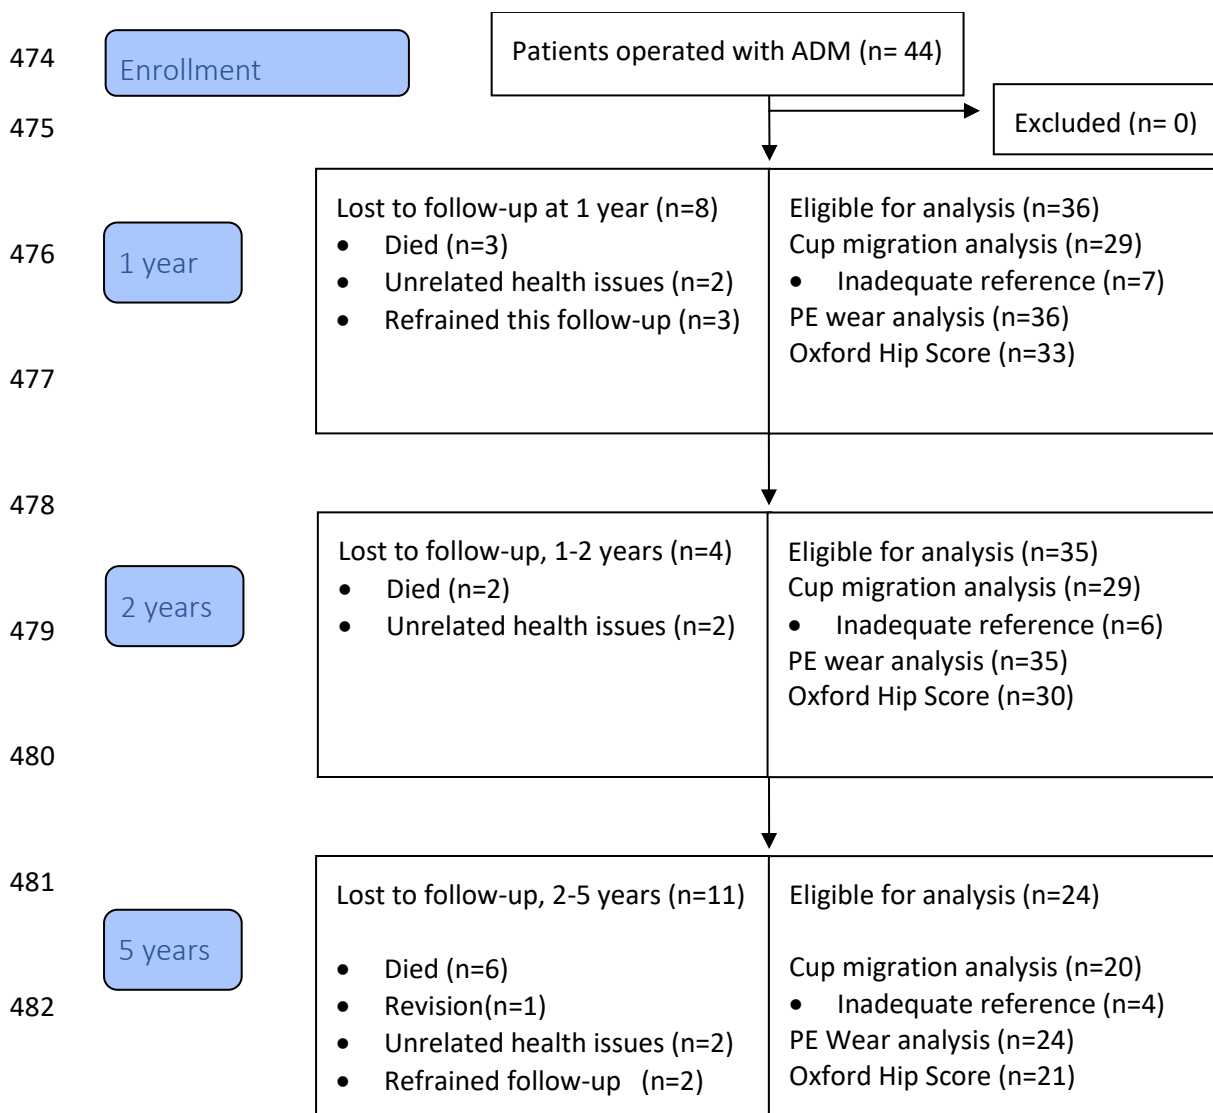 474
Enrollment
Patients operated with ADM (n= 44)
475
Excluded (n= 0)
476
1 year
Lost to follow-up at 1 year (n=8)
• Died (n=3)
• Unrelated health issues (n=2)
• Refrained this follow-up (n=3)
Eligible for analysis (n=36)
Cup migration analysis (n=29)
• Inadequate reference (n=7)
PE wear analysis (n=36)
Oxford Hip Score (n=33)
477
478
Lost to follow-up, 1-2 years (n=4)
• Died (n=2)
• Unrelated health issues (n=2)
Eligible for analysis (n=35)
Cup migration analysis (n=29)
• Inadequate reference (n=6)
PE wear analysis (n=35)
Oxford Hip Score (n=30)
2 years
479
480
481
Lost to follow-up, 2-5 years (n=11)
• Died (n=6)
• Revision(n=1)
• Unrelated health issues (n=2)
• Refrained follow-up (n=2)
Eligible for analysis (n=24)
Cup migration analysis (n=20)
• Inadequate reference (n=4)
PE Wear analysis (n=24)
Oxford Hip Score (n=21)
5 years
482